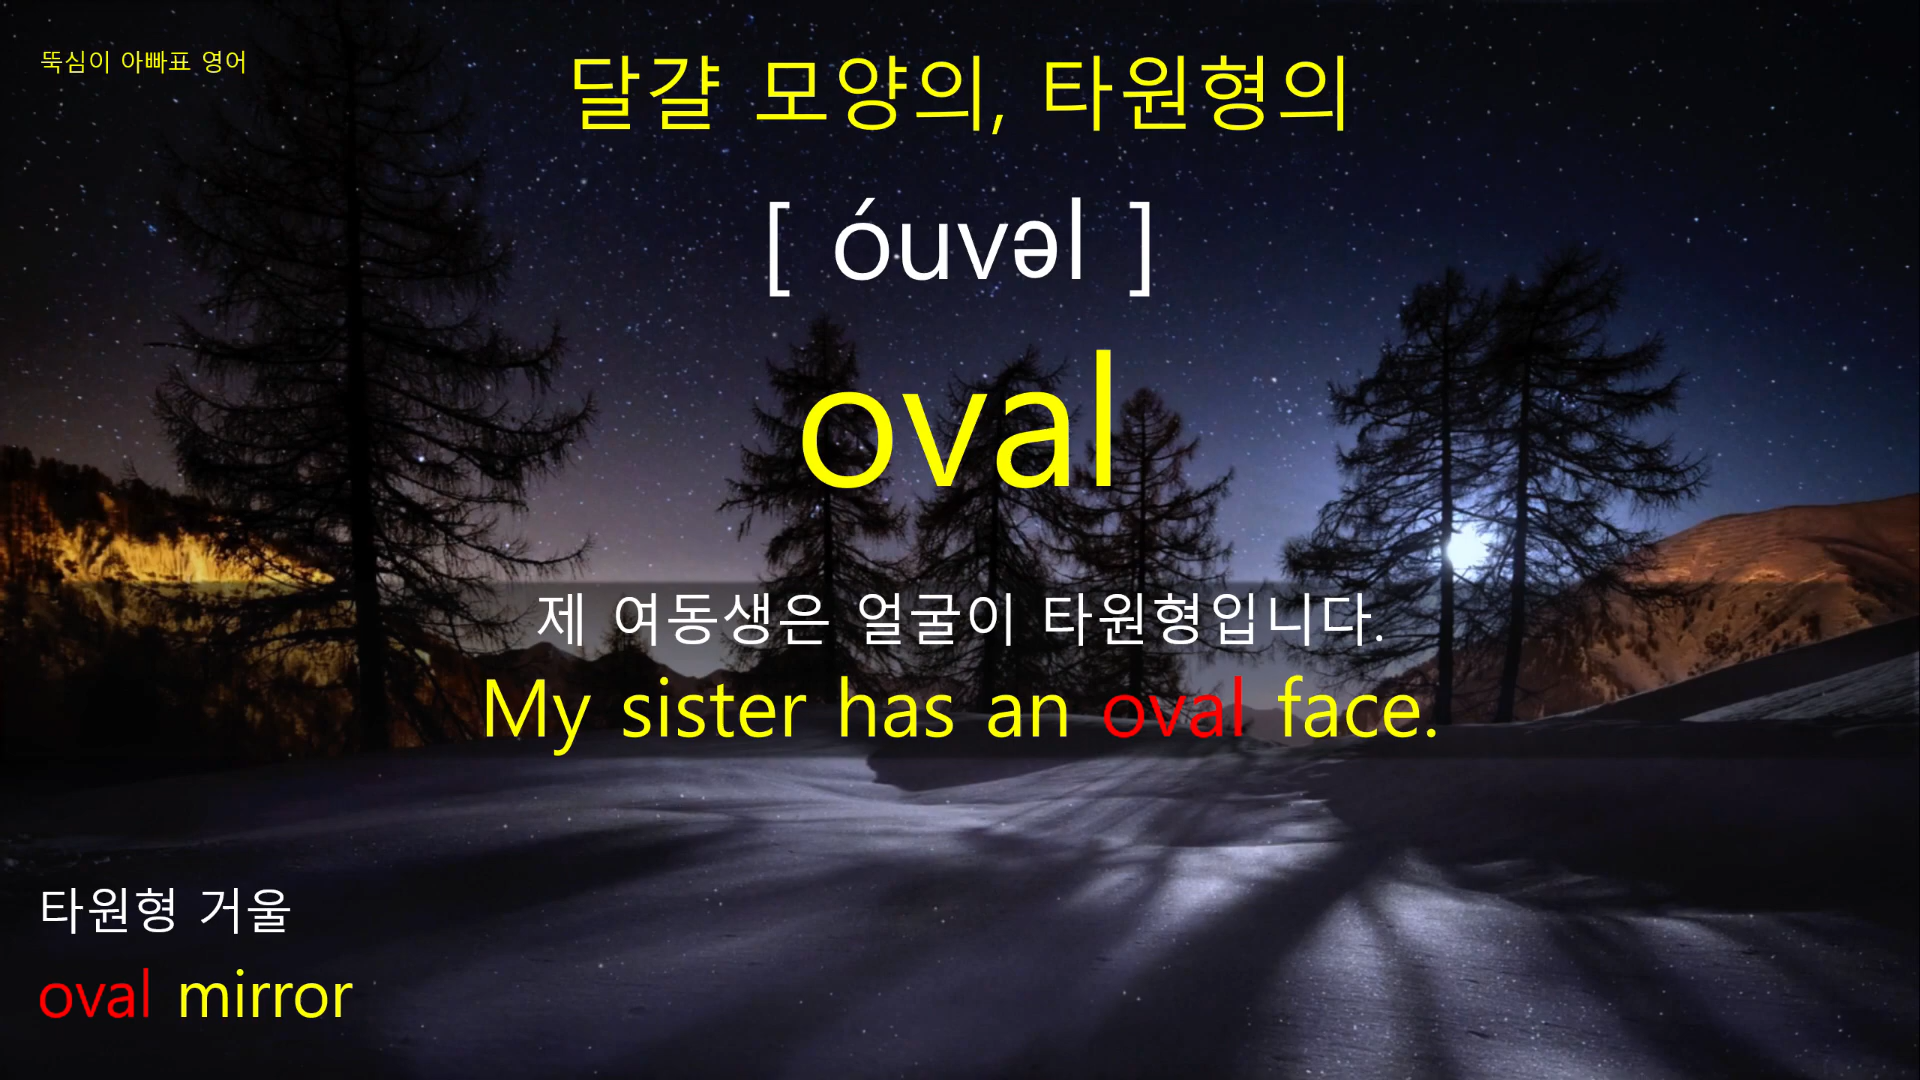 뚝심이 아빠표 영어
달걀 모양의, 타원형의
[ óuvəl ]
oval
제 여동생은 얼굴이 타원형입니다.
My sister has an oval face.
타원형 거울
oval mirror